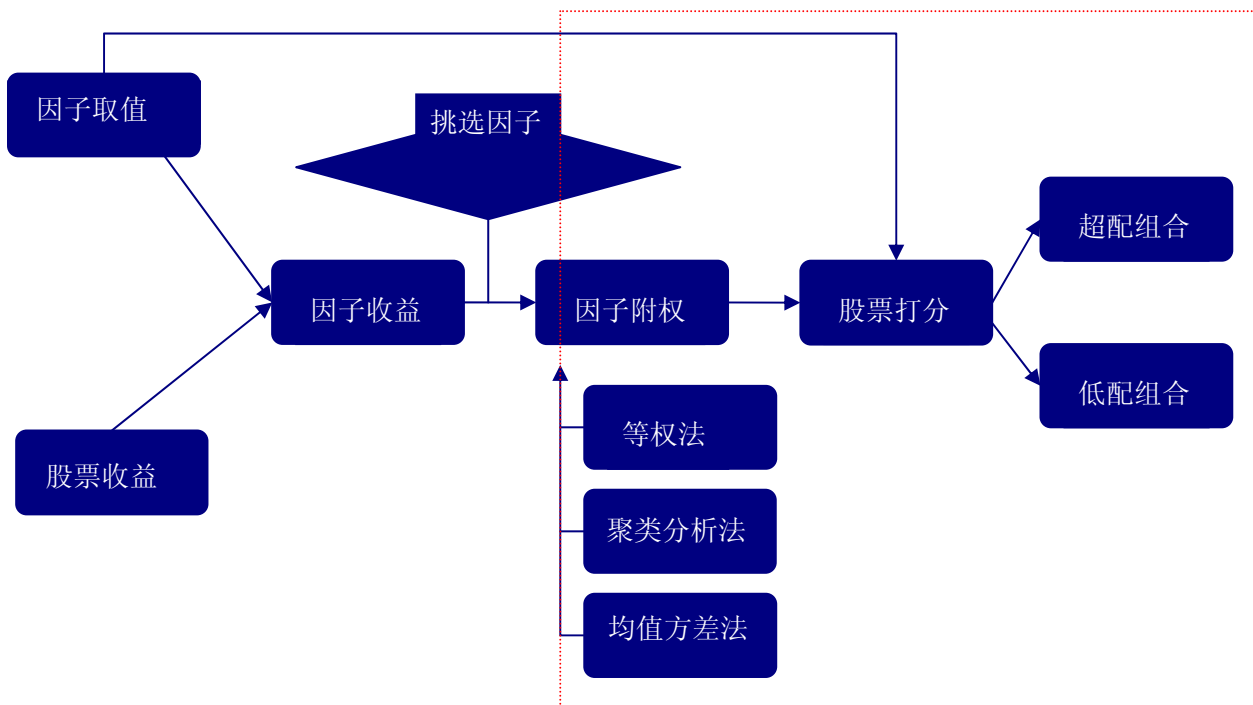 因子取值
挑选因子
超配组合
因子收益
因子附权
股票打分
低配组合
等权法
股票收益
聚类分析法
均值方差法